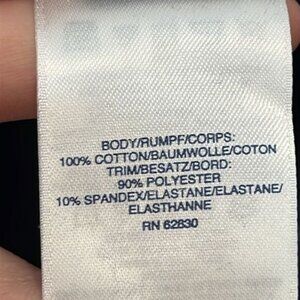 BODY/RUMPF/CORPS:
100% COTTON/BAUMWOLLE/COTON
TRIM/BESATZ/BORD:
90% POLYESTER
10% SPANDEX/ELASTANE/ELASTANE/
ELASTHANNE
RN 62830